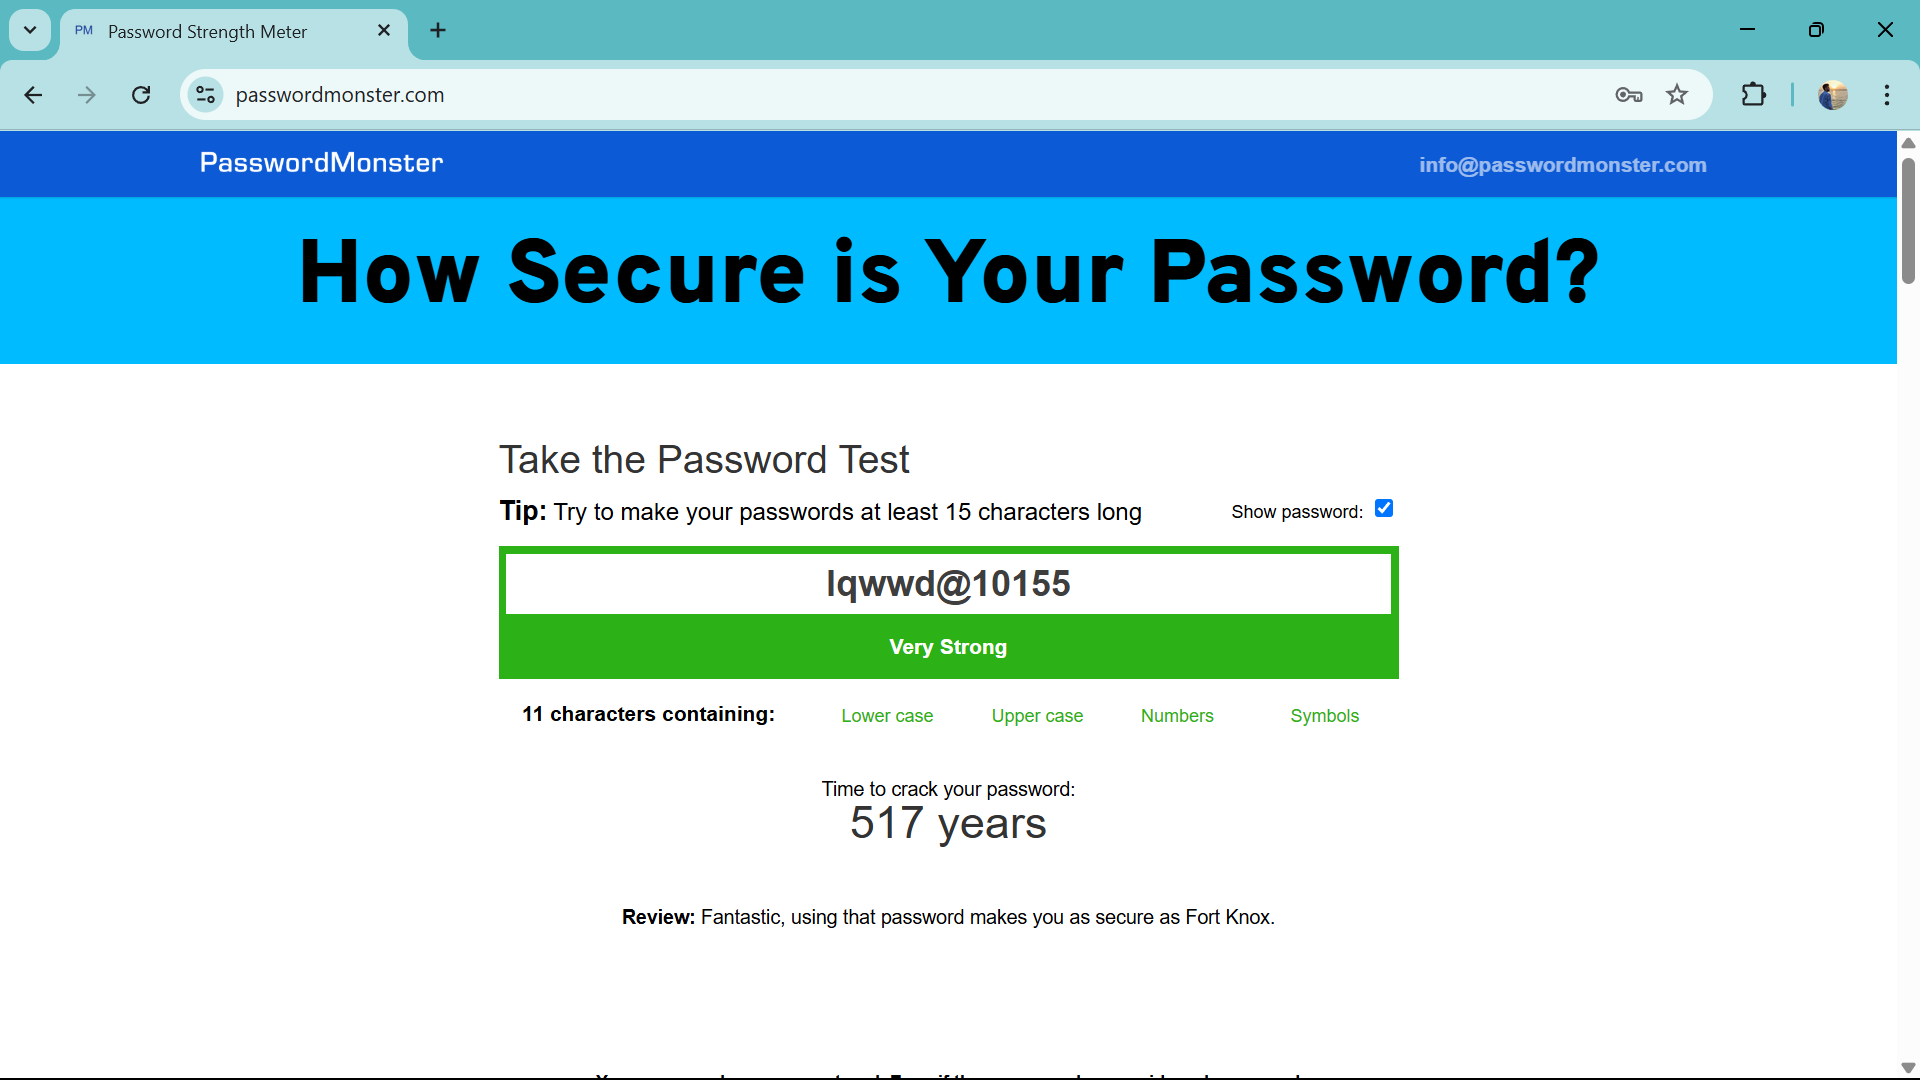 PM Password Strength Meter
passwordmonster.com
PasswordMonster
info@passwordmonster.com
How Secure is Your Password?
Take the Password Test
Tip: Try to make your passwords at least 15 characters long
Show password:
Iqwwd@10155
Very Strong
11 characters containing: Lower case Upper case Numbers Symbols
Time to crack your password:
517 years
Review: Fantastic, using that password makes you as secure as Fort Knox.